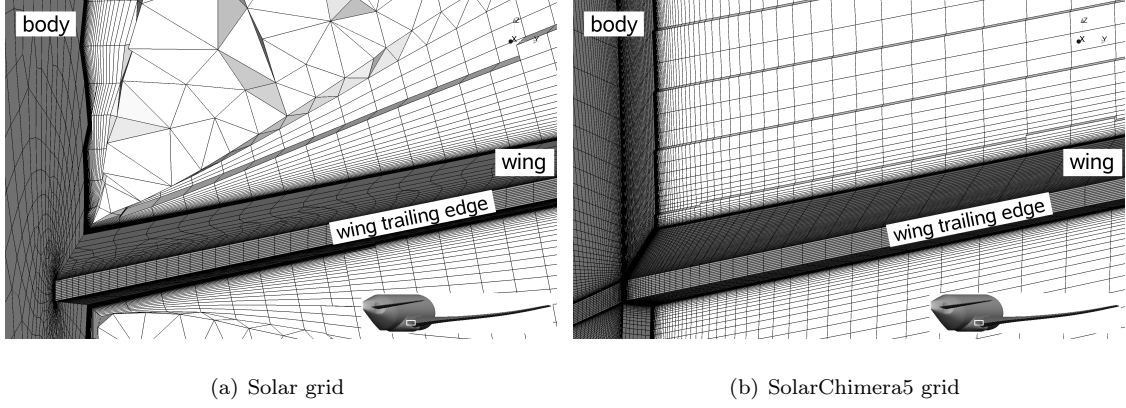 body
Z
X Y
wing
wing trailing edge
body
Z
X Y
wing
wing trailing edge
(a) Solar grid
(b) SolarChimera5 grid